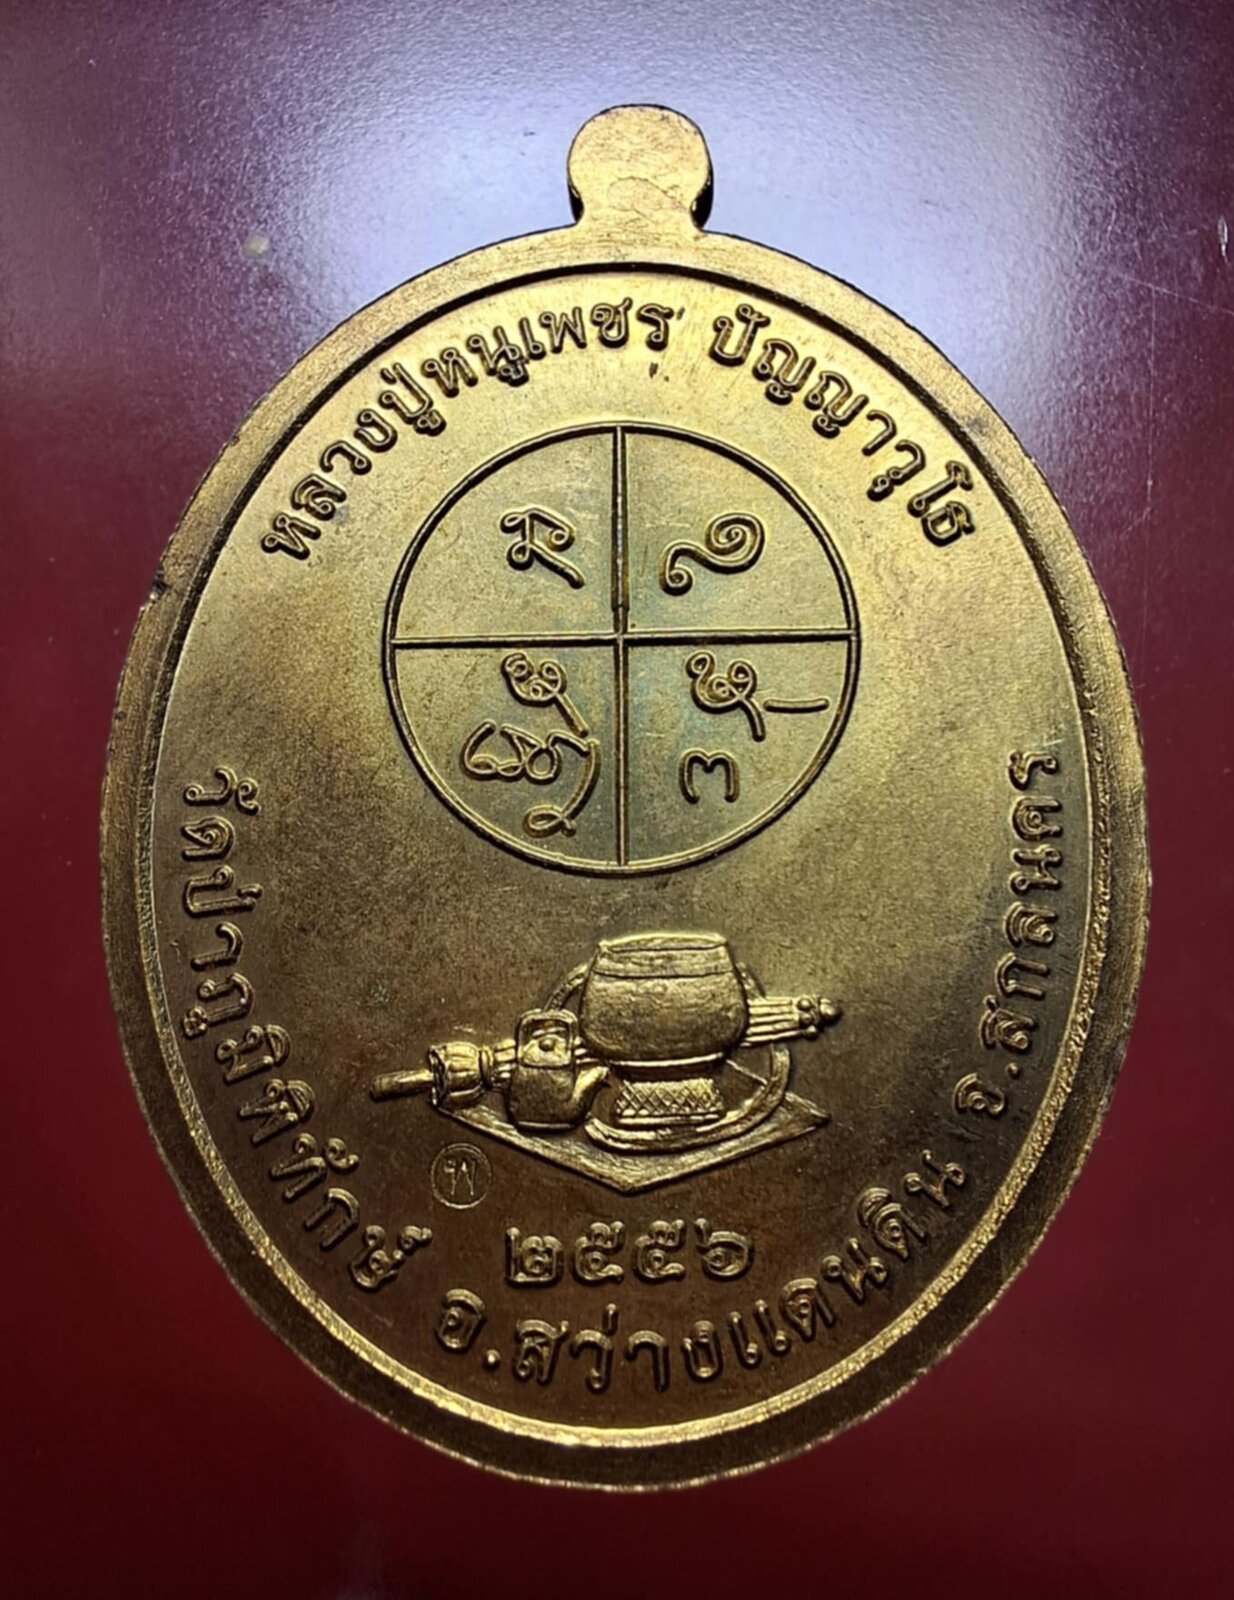 หลวงปู่หนูเพชร ปัญญาวุโธ
๒๕๕๖
วัดป่าภูมิพิทักษ์ อ.สว่างแดนดิน จ.สกลนคร